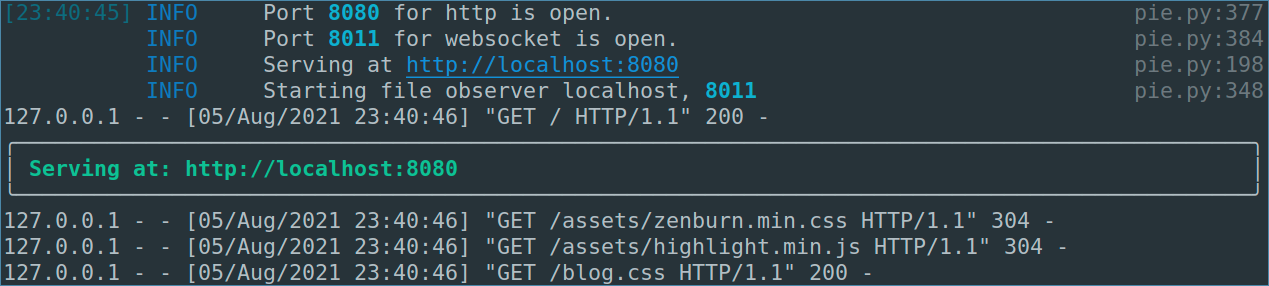 [23:40:45] INFO Port 8080 for http is open. pie.py:377
INFO Port 8011 for websocket is open. pie.py:384
INFO Serving at http://localhost:8080 pie.py:198
INFO Starting file observer localhost, 8011 pie.py:348
127.0.0.1 - - [05/Aug/2021 23:40:46] "GET / HTTP/1.1" 200 -
Serving at: http://localhost:8080
127.0.0.1 - - [05/Aug/2021 23:40:46] "GET /assets/zenburn.min.css HTTP/1.1" 304 -
127.0.0.1 - - [05/Aug/2021 23:40:46] "GET /assets/highlight.min.js HTTP/1.1" 304 -
127.0.0.1 - - [05/Aug/2021 23:40:46] "GET /blog.css HTTP/1.1" 200 -